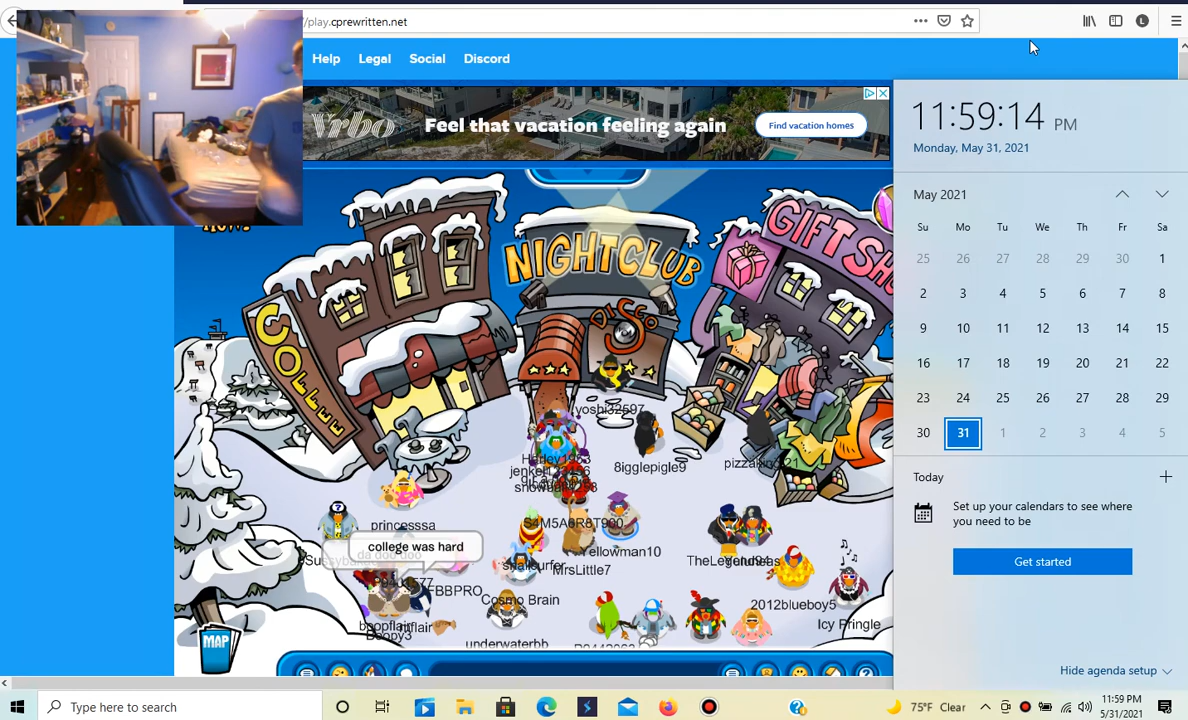 /play.cprewritten.net
Help Legal Social Discord
Vrbo
Feel that vacation feeling again
Find vacation homes
11:59:14 PM
Monday, May 31, 2021
May 2021
Su Mo Tu We Th Fr Sa
25 26 27 28 29 30 1
2 3 4 5 6 7 8
9 10 11 12 13 14 15
16 17 18 19 20 21 22
23 24 25 26 27 28 29
30 31 1 2 3 4 5
Today
Set up your calendars to see where
you need to be
Get started
Hide agenda setup
COFFEE
NIGHTCLUB
DISCO
GIFT
yoshi32597
8igglepigle9
princesssa
S4M5A6R8T900
college was hard
Yellowman10
MrsLittle7
Cosmo Brain
2012blueboy5
Icy Pringle
Boopy3
underwaterbb
MAP
Type here to search
75°F Clear
11:59 PM
5/31/2021